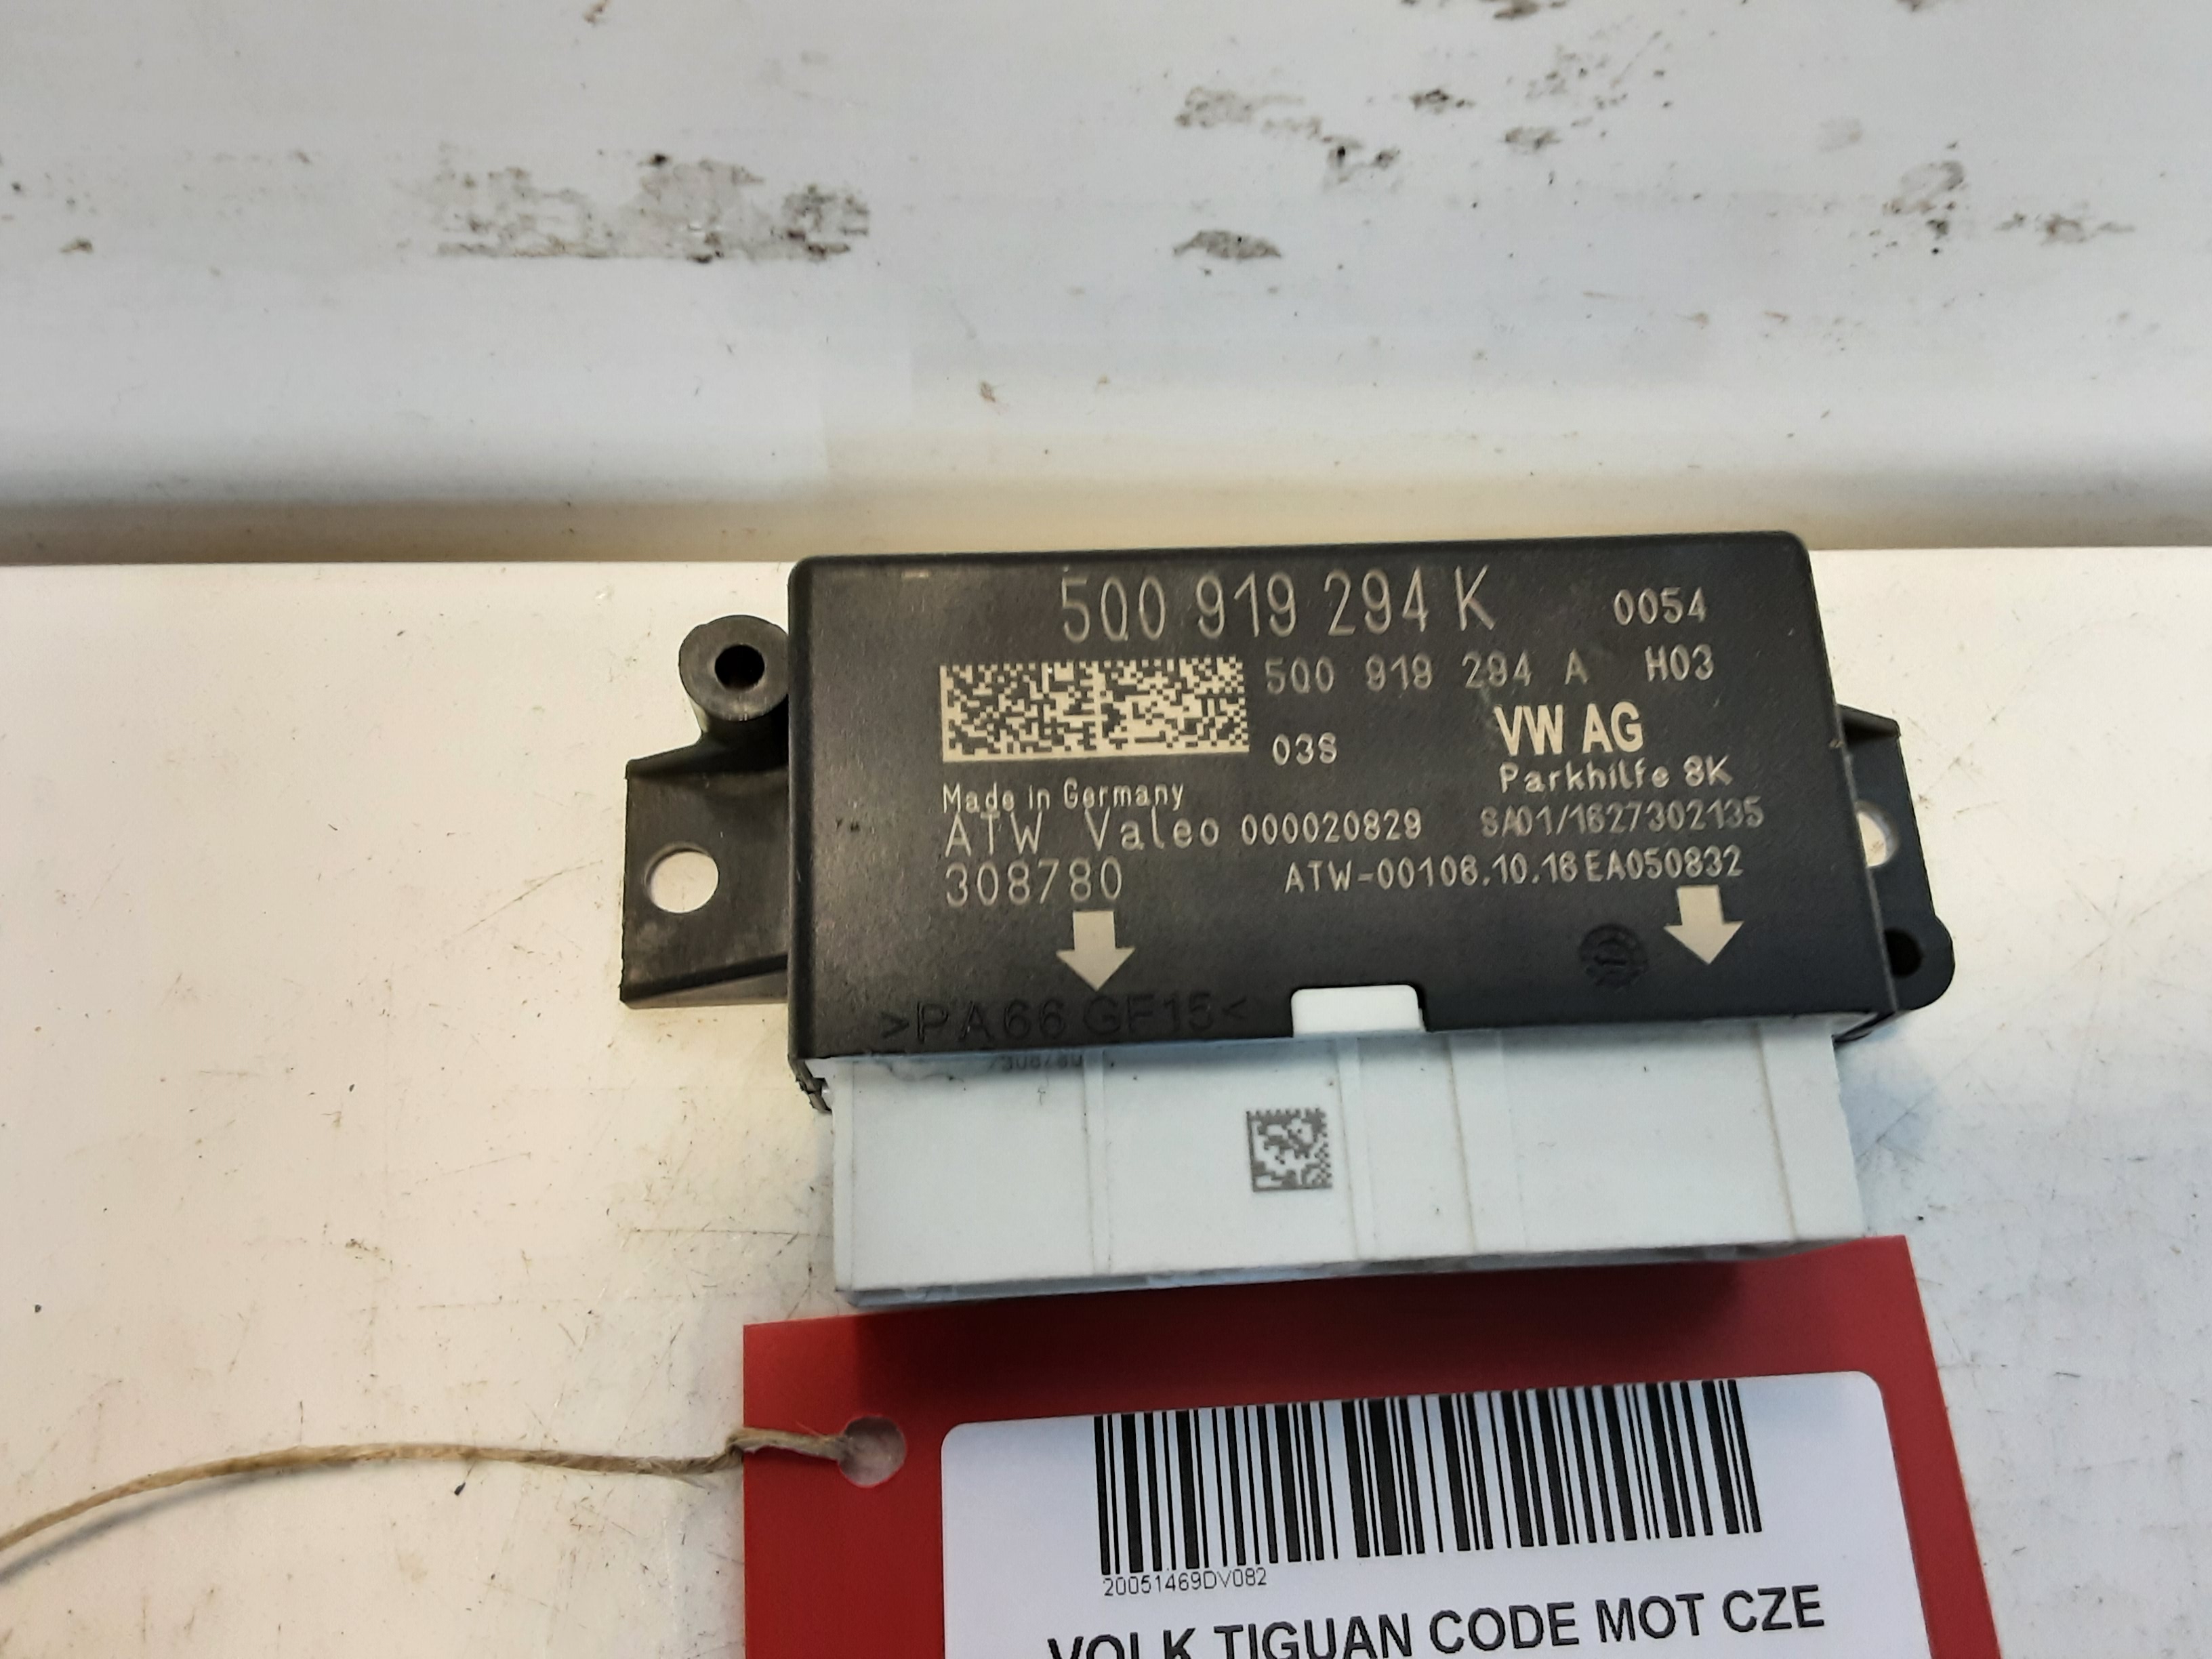 5Q0 919 294 K 0054
5Q0 919 294 A H03
03S
VW AG
Parkhilfe 8K
Made in Germany
ATW Valeo 000020829 SA01/1627302135
308780 ATW-00106.10.16 EA050832
>PA66 GF15<
308780
20051469DV082
VOLK TIGUAN CODE MOT CZE